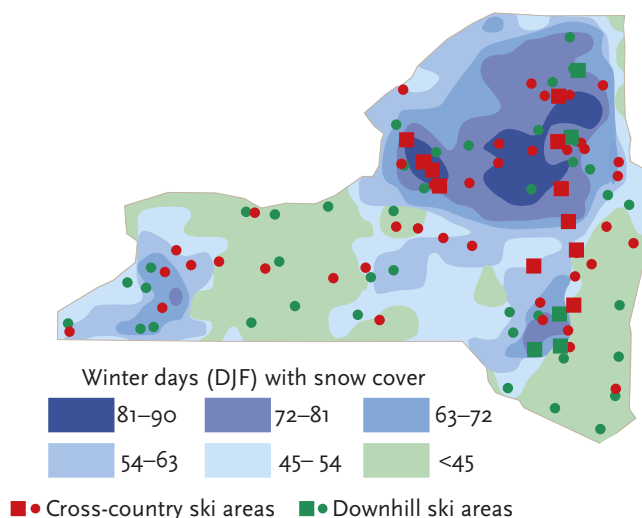 Winter days (DJF) with snow cover
81–90 72–81 63–72
54–63 45– 54 <45
Cross-country ski areas Downhill ski areas